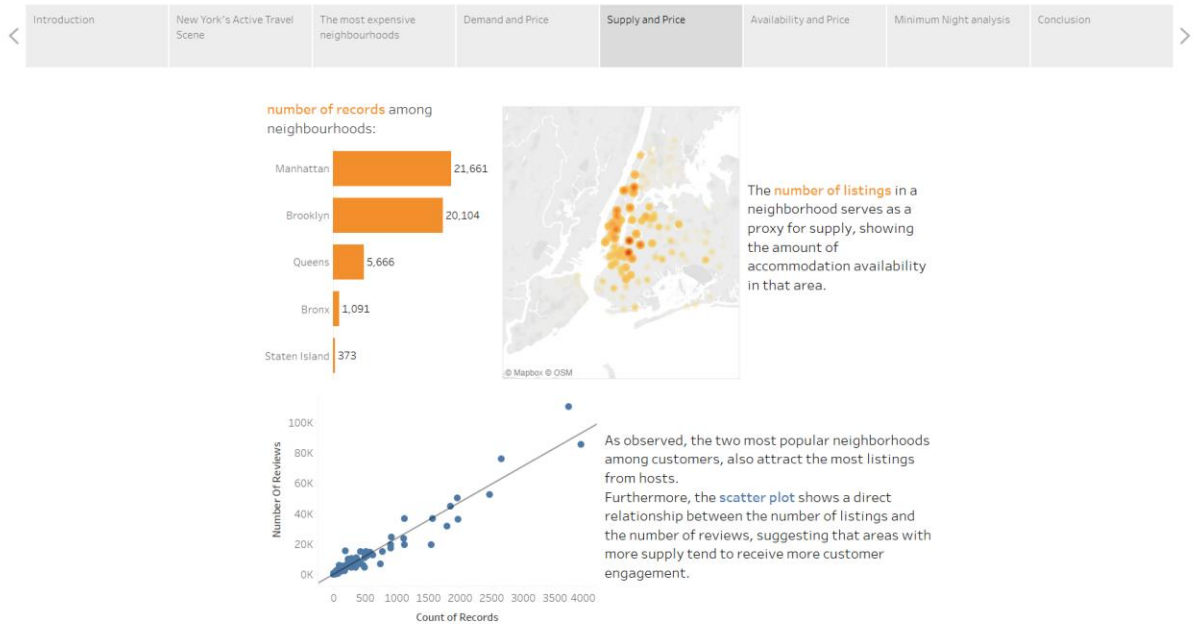 Introduction
New York's Active Travel
Scene
The most expensive
neighbourhoods
Demand and Price
Supply and Price
Availability and Price
Minimum Night analysis
Conclusion
number of records among
neighbourhoods:
Manhattan
21,661
Brooklyn
20,104
Queens
5,666
Bronx
1,091
Staten Island
373
© Mapbox © OSM
The number of listings in a
neighborhood serves as a
proxy for supply, showing
the amount of
accommodation availability
in that area.
Number Of Reviews
100K
80K
60K
40K
20K
0K
0 500 1000 1500 2000 2500 3000 3500 4000
Count of Records
As observed, the two most popular neighborhoods
among customers, also attract the most listings
from hosts.
Furthermore, the scatter plot shows a direct
relationship between the number of listings and
the number of reviews, suggesting that areas with
more supply tend to receive more customer
engagement.